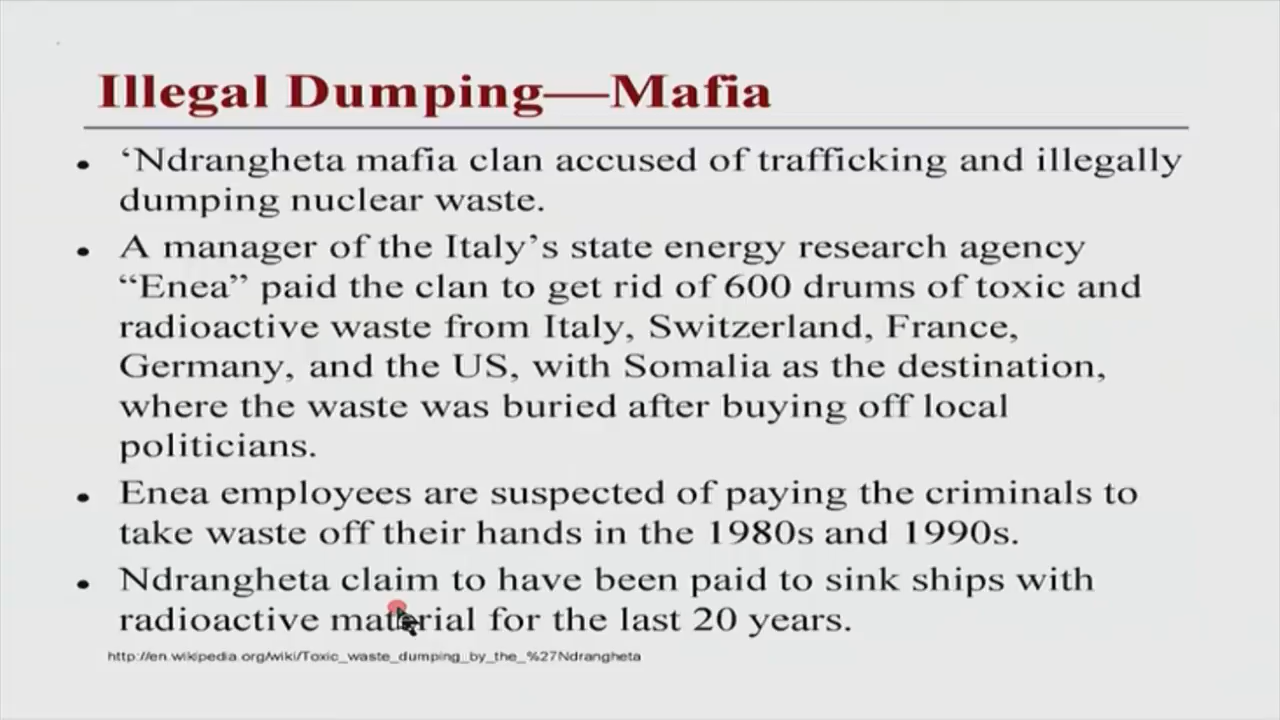 Illegal Dumping—Mafia
• ‘Ndrangheta mafia clan accused of trafficking and illegally
dumping nuclear waste.
• A manager of the Italy’s state energy research agency
“Enea” paid the clan to get rid of 600 drums of toxic and
radioactive waste from Italy, Switzerland, France,
Germany, and the US, with Somalia as the destination,
where the waste was buried after buying off local
politicians.
• Enea employees are suspected of paying the criminals to
take waste off their hands in the 1980s and 1990s.
• Ndrangheta claim to have been paid to sink ships with
radioactive material for the last 20 years.
http://en.wikipedia.org/wiki/Toxic_waste_dumping_by_the_%27Ndrangheta